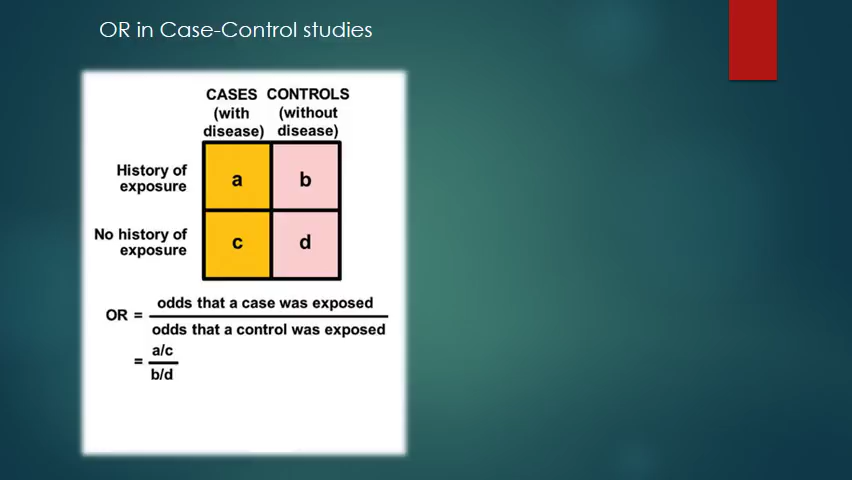 OR in Case-Control studies
CASES CONTROLS
(with (without
disease) disease)
History of
exposure
a b
No history of
exposure
c d
odds that a case was exposed
OR =
odds that a control was exposed
a/c
=
b/d